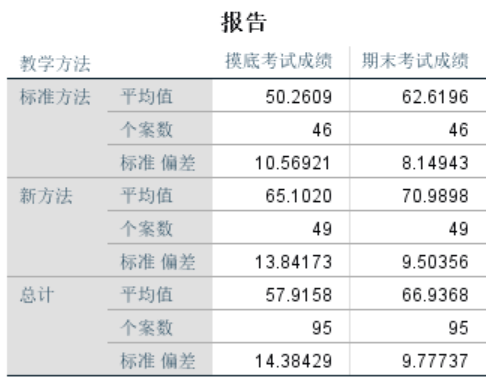 报告
教学方法 摸底考试成绩 期末考试成绩
标准方法 平均值 50.2609 62.6196
个案数 46 46
标准 偏差 10.56921 8.14943
新方法 平均值 65.1020 70.9898
个案数 49 49
标准 偏差 13.84173 9.50356
总计 平均值 57.9158 66.9368
个案数 95 95
标准 偏差 14.38429 9.77737